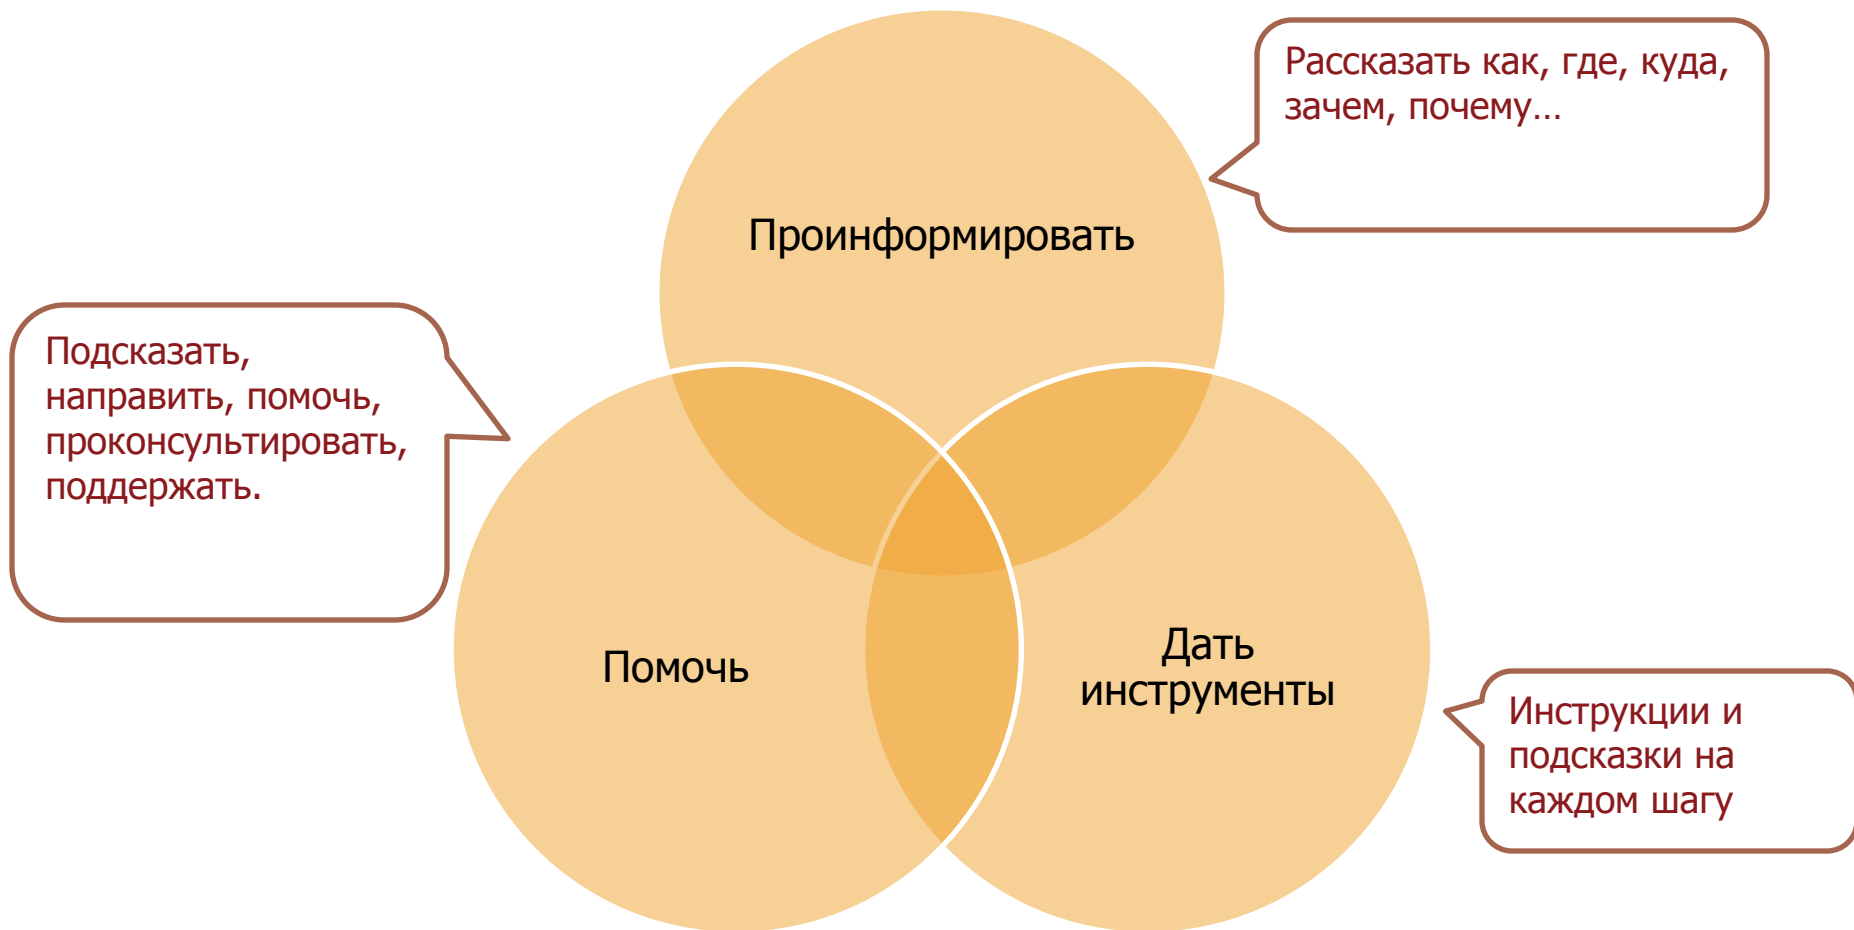 Рассказать как, где, куда,
зачем, почему…
Проинформировать
Подсказать,
направить, помочь,
проконсультировать,
поддержать.
Помочь
Дать
инструменты
Инструкции и
подсказки на
каждом шагу